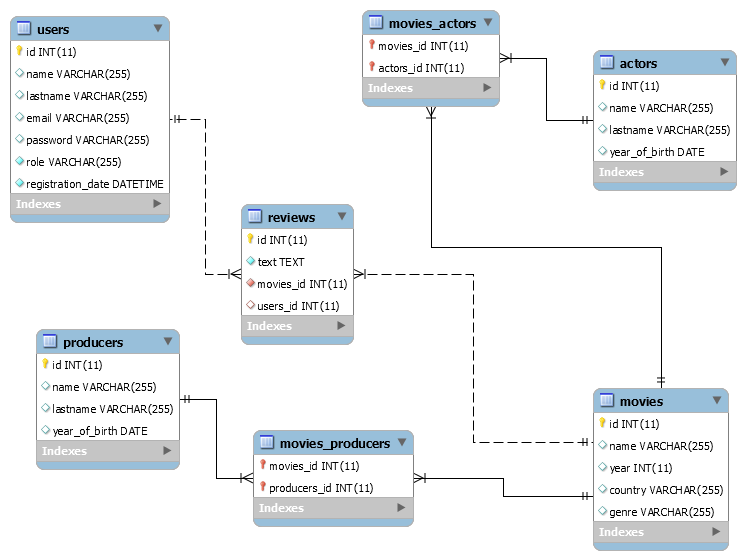 users
id INT(11)
name VARCHAR(255)
lastname VARCHAR(255)
email VARCHAR(255)
password VARCHAR(255)
role VARCHAR(255)
registration_date DATETIME
Indexes
movies_actors
movies_id INT(11)
actors_id INT(11)
Indexes
actors
id INT(11)
name VARCHAR(255)
lastname VARCHAR(255)
year_of_birth DATE
Indexes
reviews
id INT(11)
text TEXT
movies_id INT(11)
users_id INT(11)
Indexes
producers
id INT(11)
name VARCHAR(255)
lastname VARCHAR(255)
year_of_birth DATE
Indexes
movies_producers
movies_id INT(11)
producers_id INT(11)
Indexes
movies
id INT(11)
name VARCHAR(255)
year INT(11)
country VARCHAR(255)
genre VARCHAR(255)
Indexes